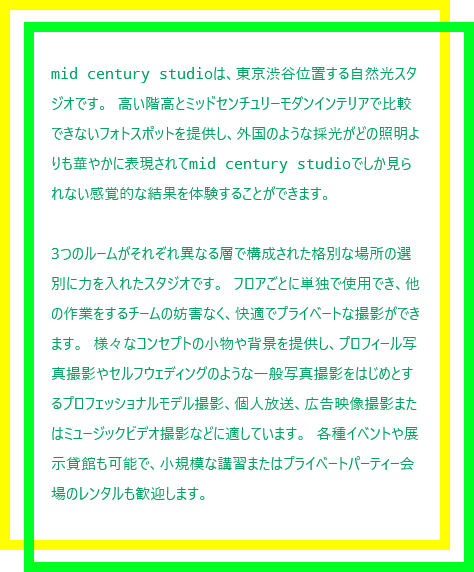 mid century studioは、東京渋谷位置する自然光スタ
ジオです。 高い階高とミッドセンチュリーモダンインテリアで比較
できないフォトスポットを提供し、外国のような採光がどの照明よ
りも華やかに表現されてmid century studioでしか見ら
れない感覚的な結果を体験することができます。
3つのルームがそれぞれ異なる層で構成された格別な場所の選
別に力を入れたスタジオです。 フロアごとに単独で使用でき、他
の作業をするチームの妨害なく、快適でプライベートな撮影ができ
ます。 様々なコンセプトの小物や背景を提供し、プロフィール写
真撮影やセルフウェディングのような一般写真撮影をはじめとす
るプロフェッショナルモデル撮影、個人放送、広告映像撮影また
はミュージックビデオ撮影などに適しています。 各種イベントや展
示貸館も可能で、小規模な講習またはプライベートパーティー会
場のレンタルも歓迎します。